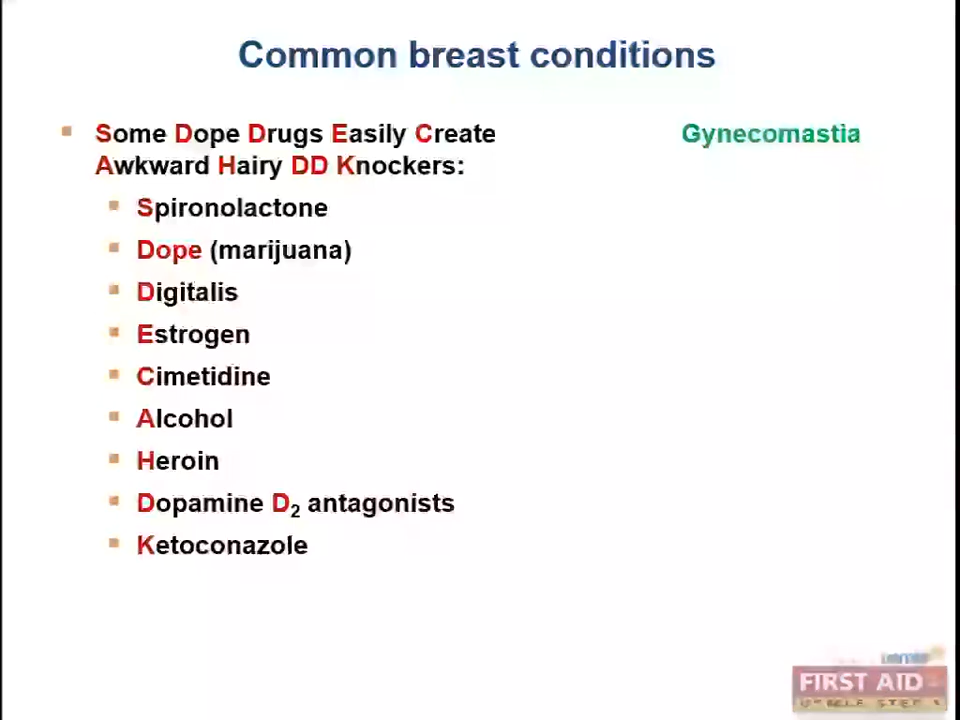 Common breast conditions
Some Dope Drugs Easily Create
Gynecomastia
Awkward Hairy DD Knockers:
Spironolactone
Dope (marijuana)
Digitalis
Estrogen
Cimetidine
Alcohol
Heroin
Dopamine D2 antagonists
Ketoconazole
FIRST AID